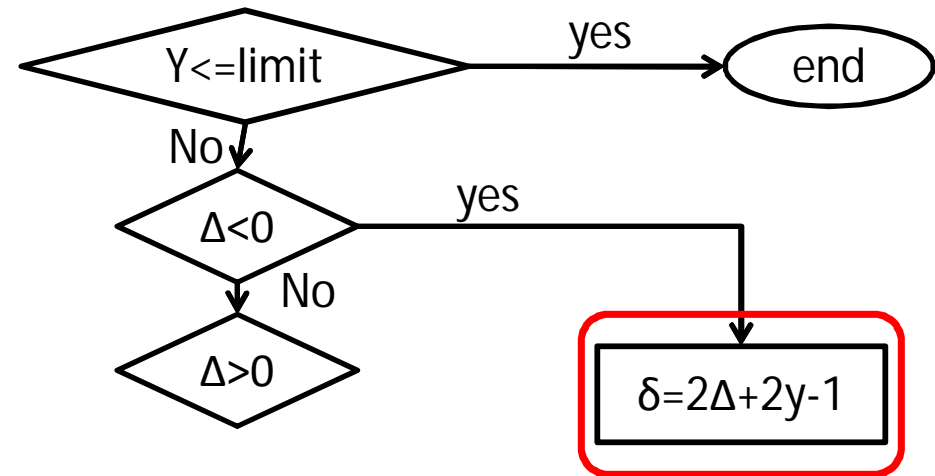 Y<=limit
yes
end
No
Δ<0
yes
No
Δ>0
δ=2Δ+2y-1